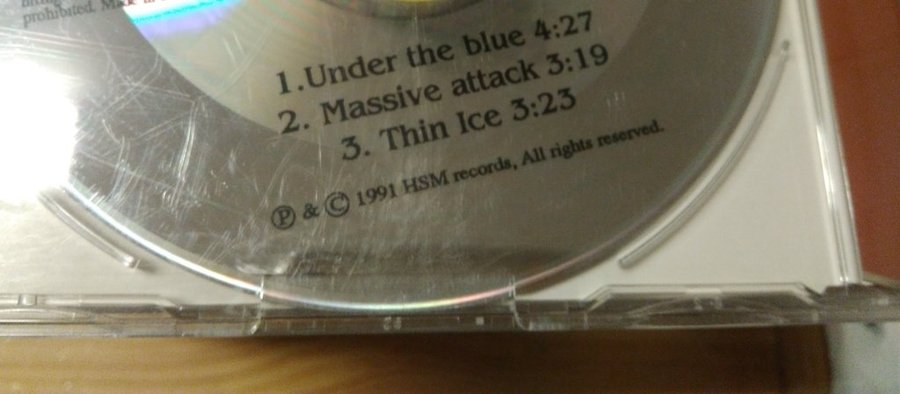 prohibited.
1.Under the blue 4:27
2. Massive attack 3:19
3. Thin Ice 3:23
℗ & © 1991 HSM records, All rights reserved.